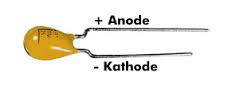 + Anode
- Kathode